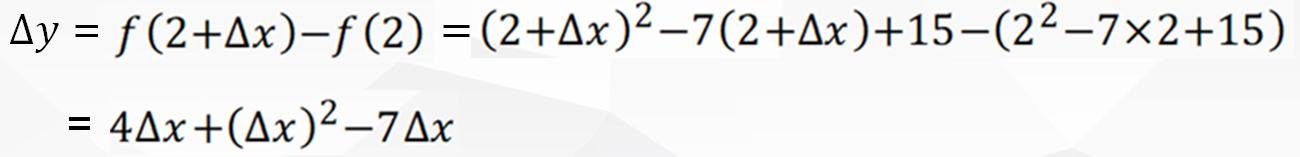 Δy = f(2+Δx)−f(2) =(2+Δx)²−7(2+Δx)+15−(2²−7×2+15)
= 4Δx+(Δx)²−7Δx